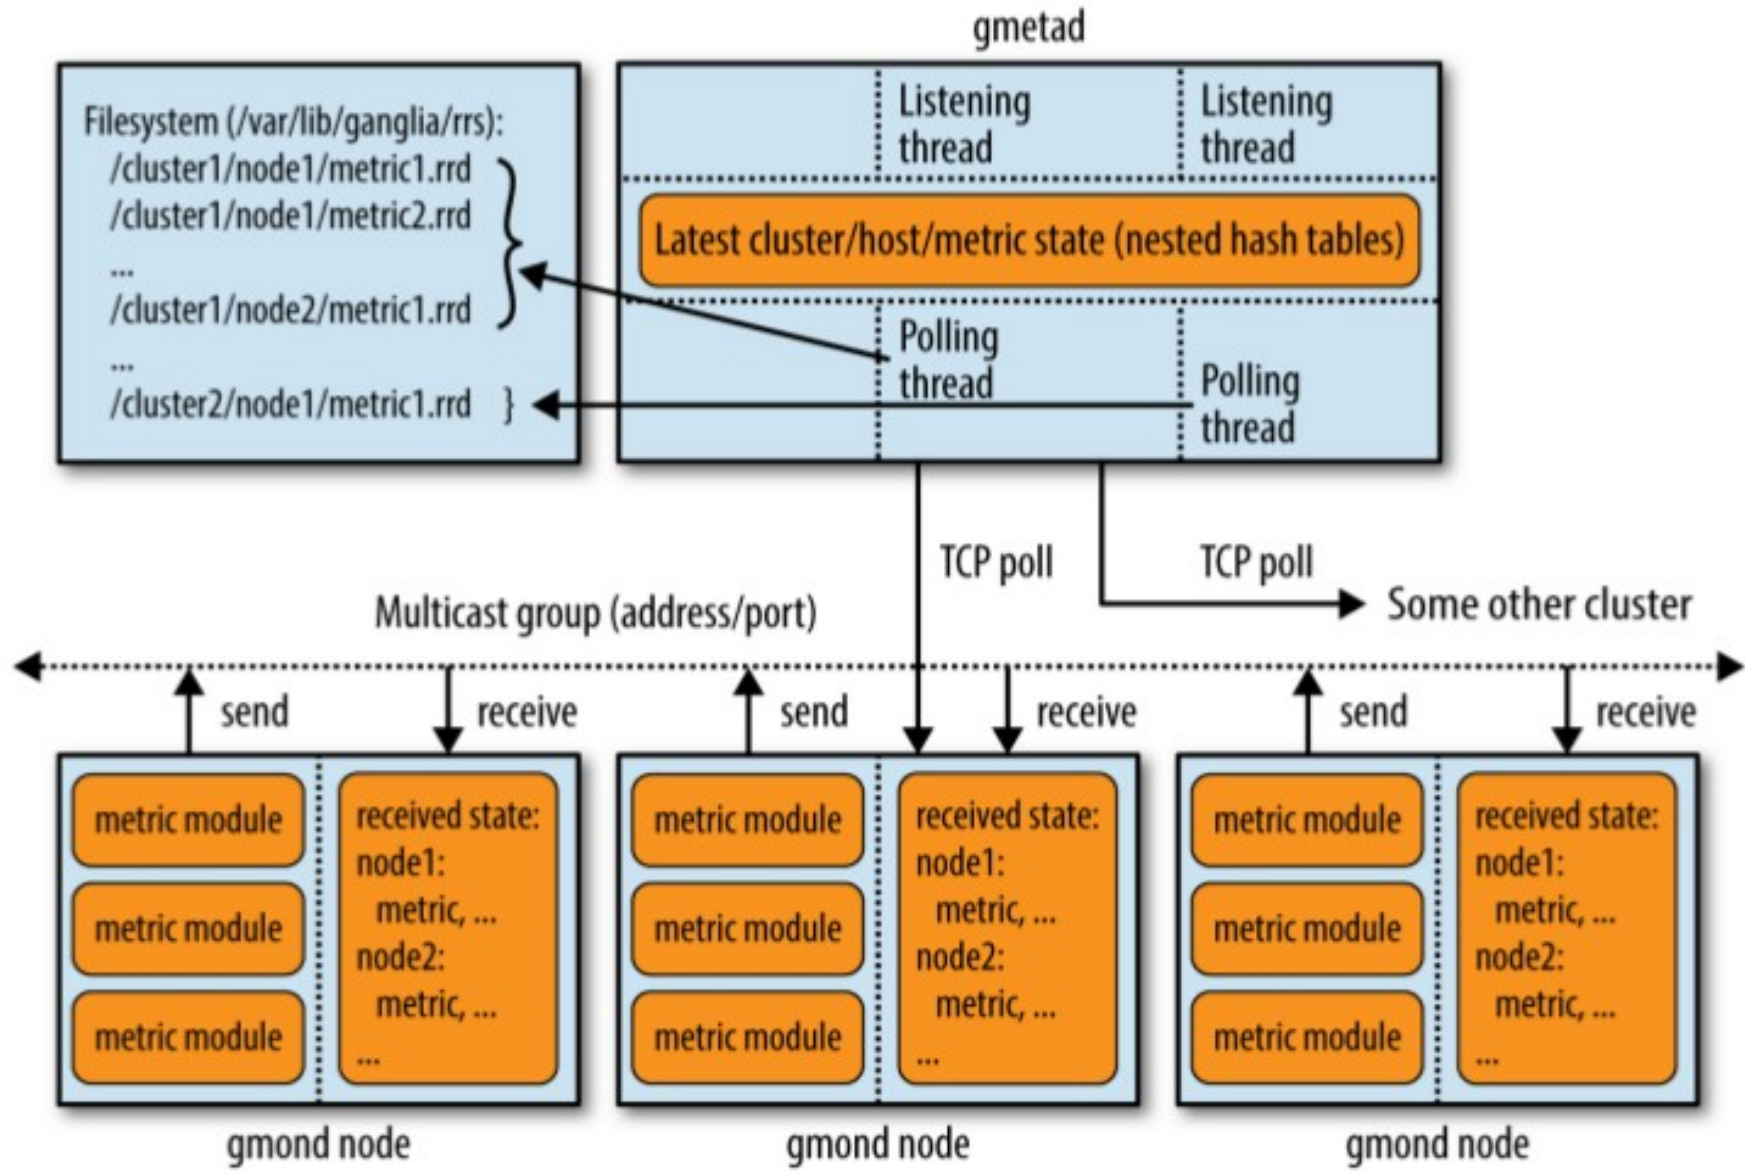 gmetad
Filesystem (/var/lib/ganglia/rrs):
/cluster1/node1/metric1.rrd
/cluster1/node1/metric2.rrd
...
/cluster1/node2/metric1.rrd
...
/cluster2/node1/metric1.rrd }
Listening
thread
Listening
thread
Latest cluster/host/metric state (nested hash tables)
Polling
thread
Polling
thread
TCP poll
TCP poll
Some other cluster
Multicast group (address/port)
send
receive
send
receive
send
receive
metric module
metric module
metric module
received state:
node1:
metric, ...
node2:
metric, ...
...
gmond node
metric module
metric module
metric module
received state:
node1:
metric, ...
node2:
metric, ...
...
gmond node
metric module
metric module
metric module
received state:
node1:
metric, ...
node2:
metric, ...
...
gmond node